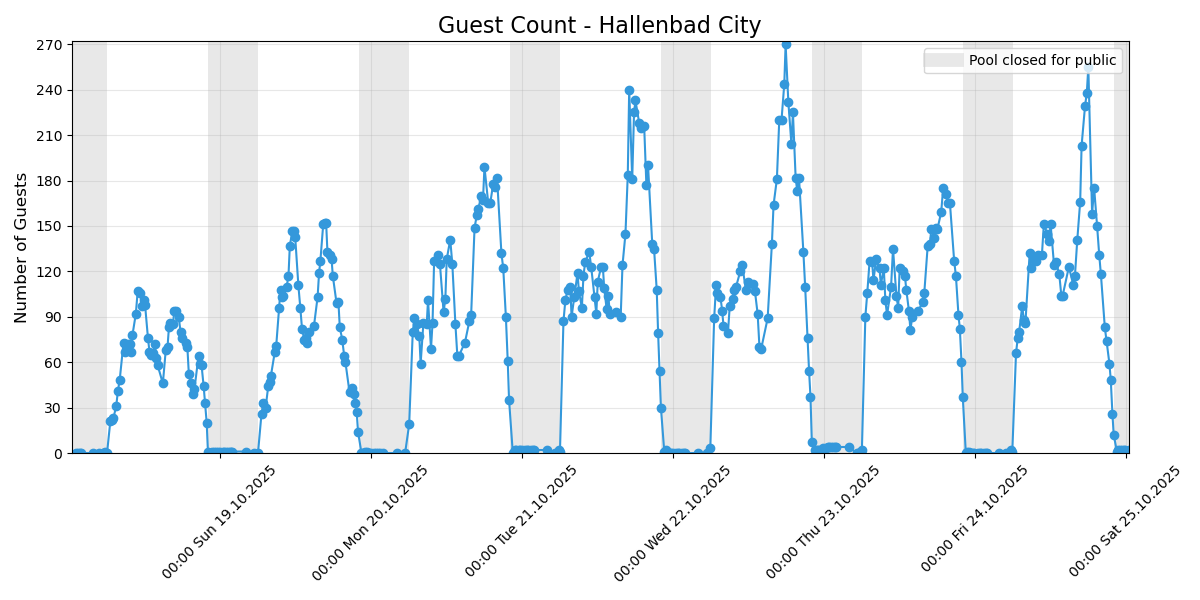 Guest Count - Hallenbad City
Pool closed for public
Number of Guests
270
240
210
180
150
120
90
60
30
0
00:00 Sun 19.10.2025
00:00 Mon 20.10.2025
00:00 Tue 21.10.2025
00:00 Wed 22.10.2025
00:00 Thu 23.10.2025
00:00 Fri 24.10.2025
00:00 Sat 25.10.2025